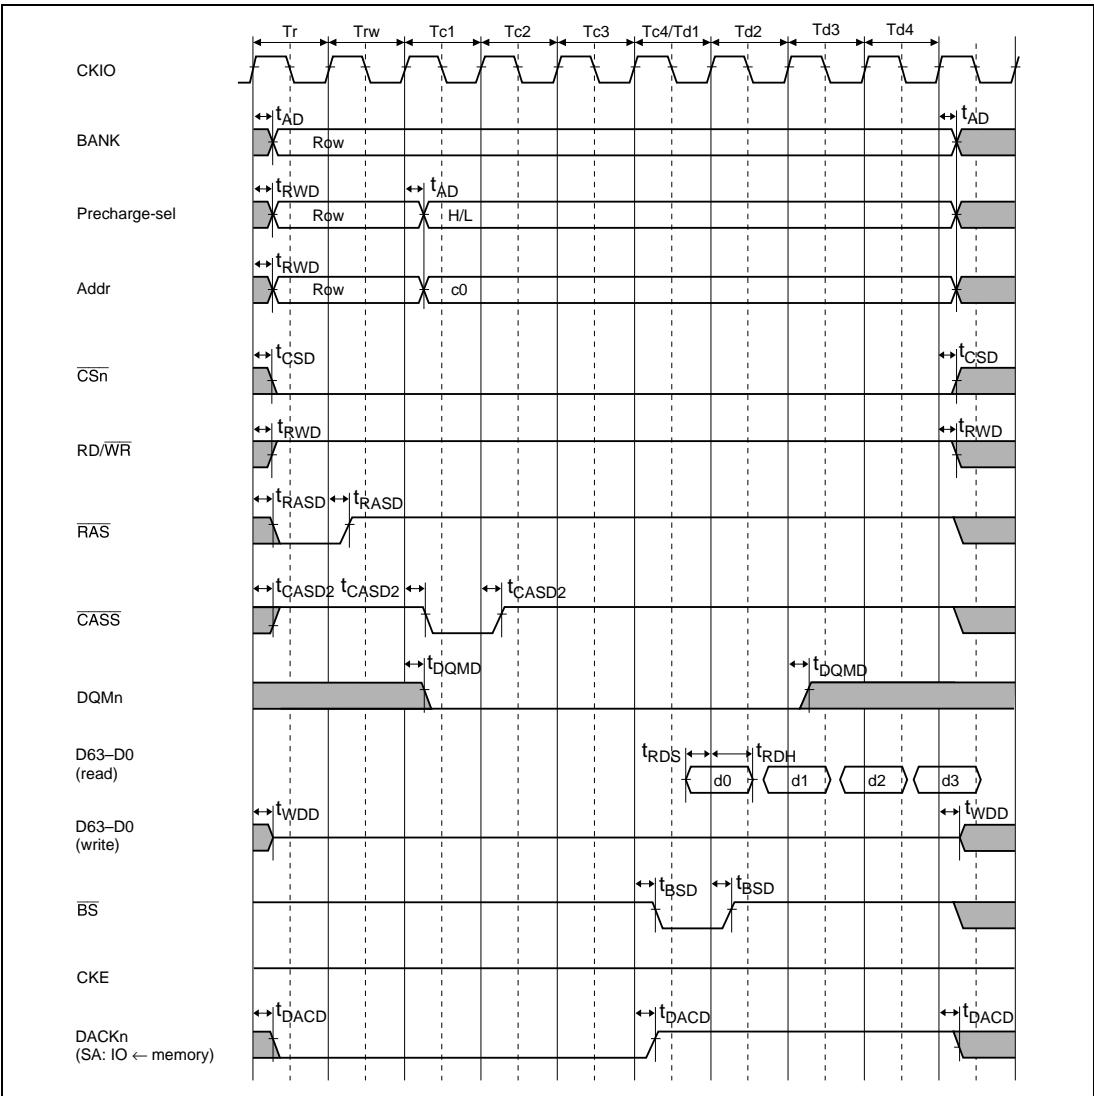 Tr Trw Tc1 Tc2 Tc3 Tc4/Td1 Td2 Td3 Td4
CKIO
tAD tAD
BANK Row
tRWD tAD
Precharge-sel Row H/L
tRWD
Addr Row c0
tCSD tCSD
CSn
tRWD tRWD
RD/WR
tRASD tRASD
RAS
tCASD2 tCASD2 tCASD2
CASS
tDQMD tDQMD
DQMn
D63–D0
(read)
tRDS tRDH
d0 d1 d2 d3
tWDD tWDD
D63–D0
(write)
tBSD tBSD
BS
CKE
tDACD tDACD tDACD
DACKn
(SA: IO ← memory)